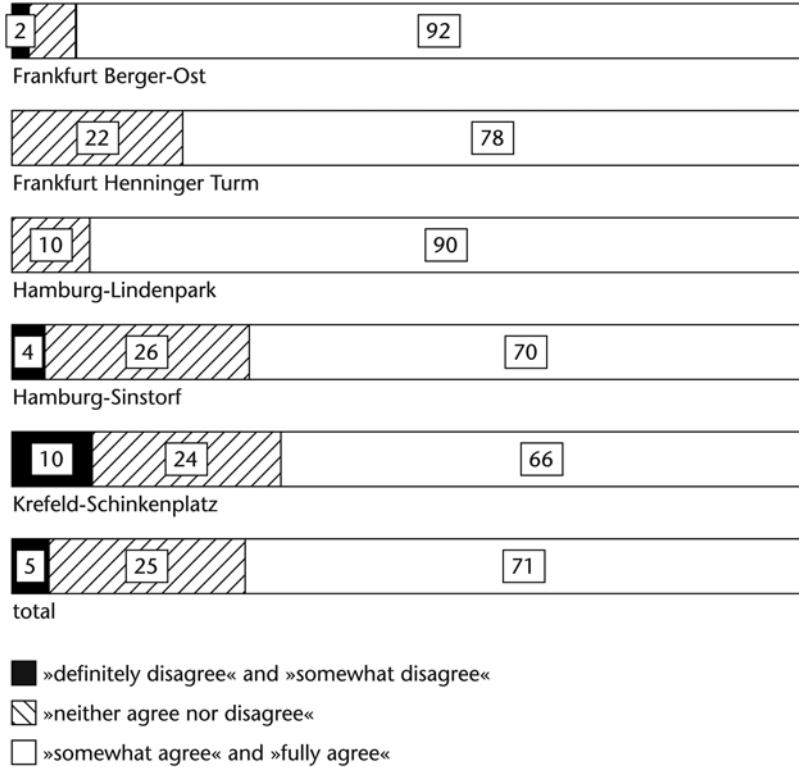 2 92
Frankfurt Berger-Ost
22 78
Frankfurt Henninger Turm
10 90
Hamburg-Lindenpark
4 26 70
Hamburg-Sinstorf
10 24 66
Krefeld-Schinkenplatz
5 25 71
total
»definitely disagree« and »somewhat disagree«
»neither agree nor disagree«
»somewhat agree« and »fully agree«